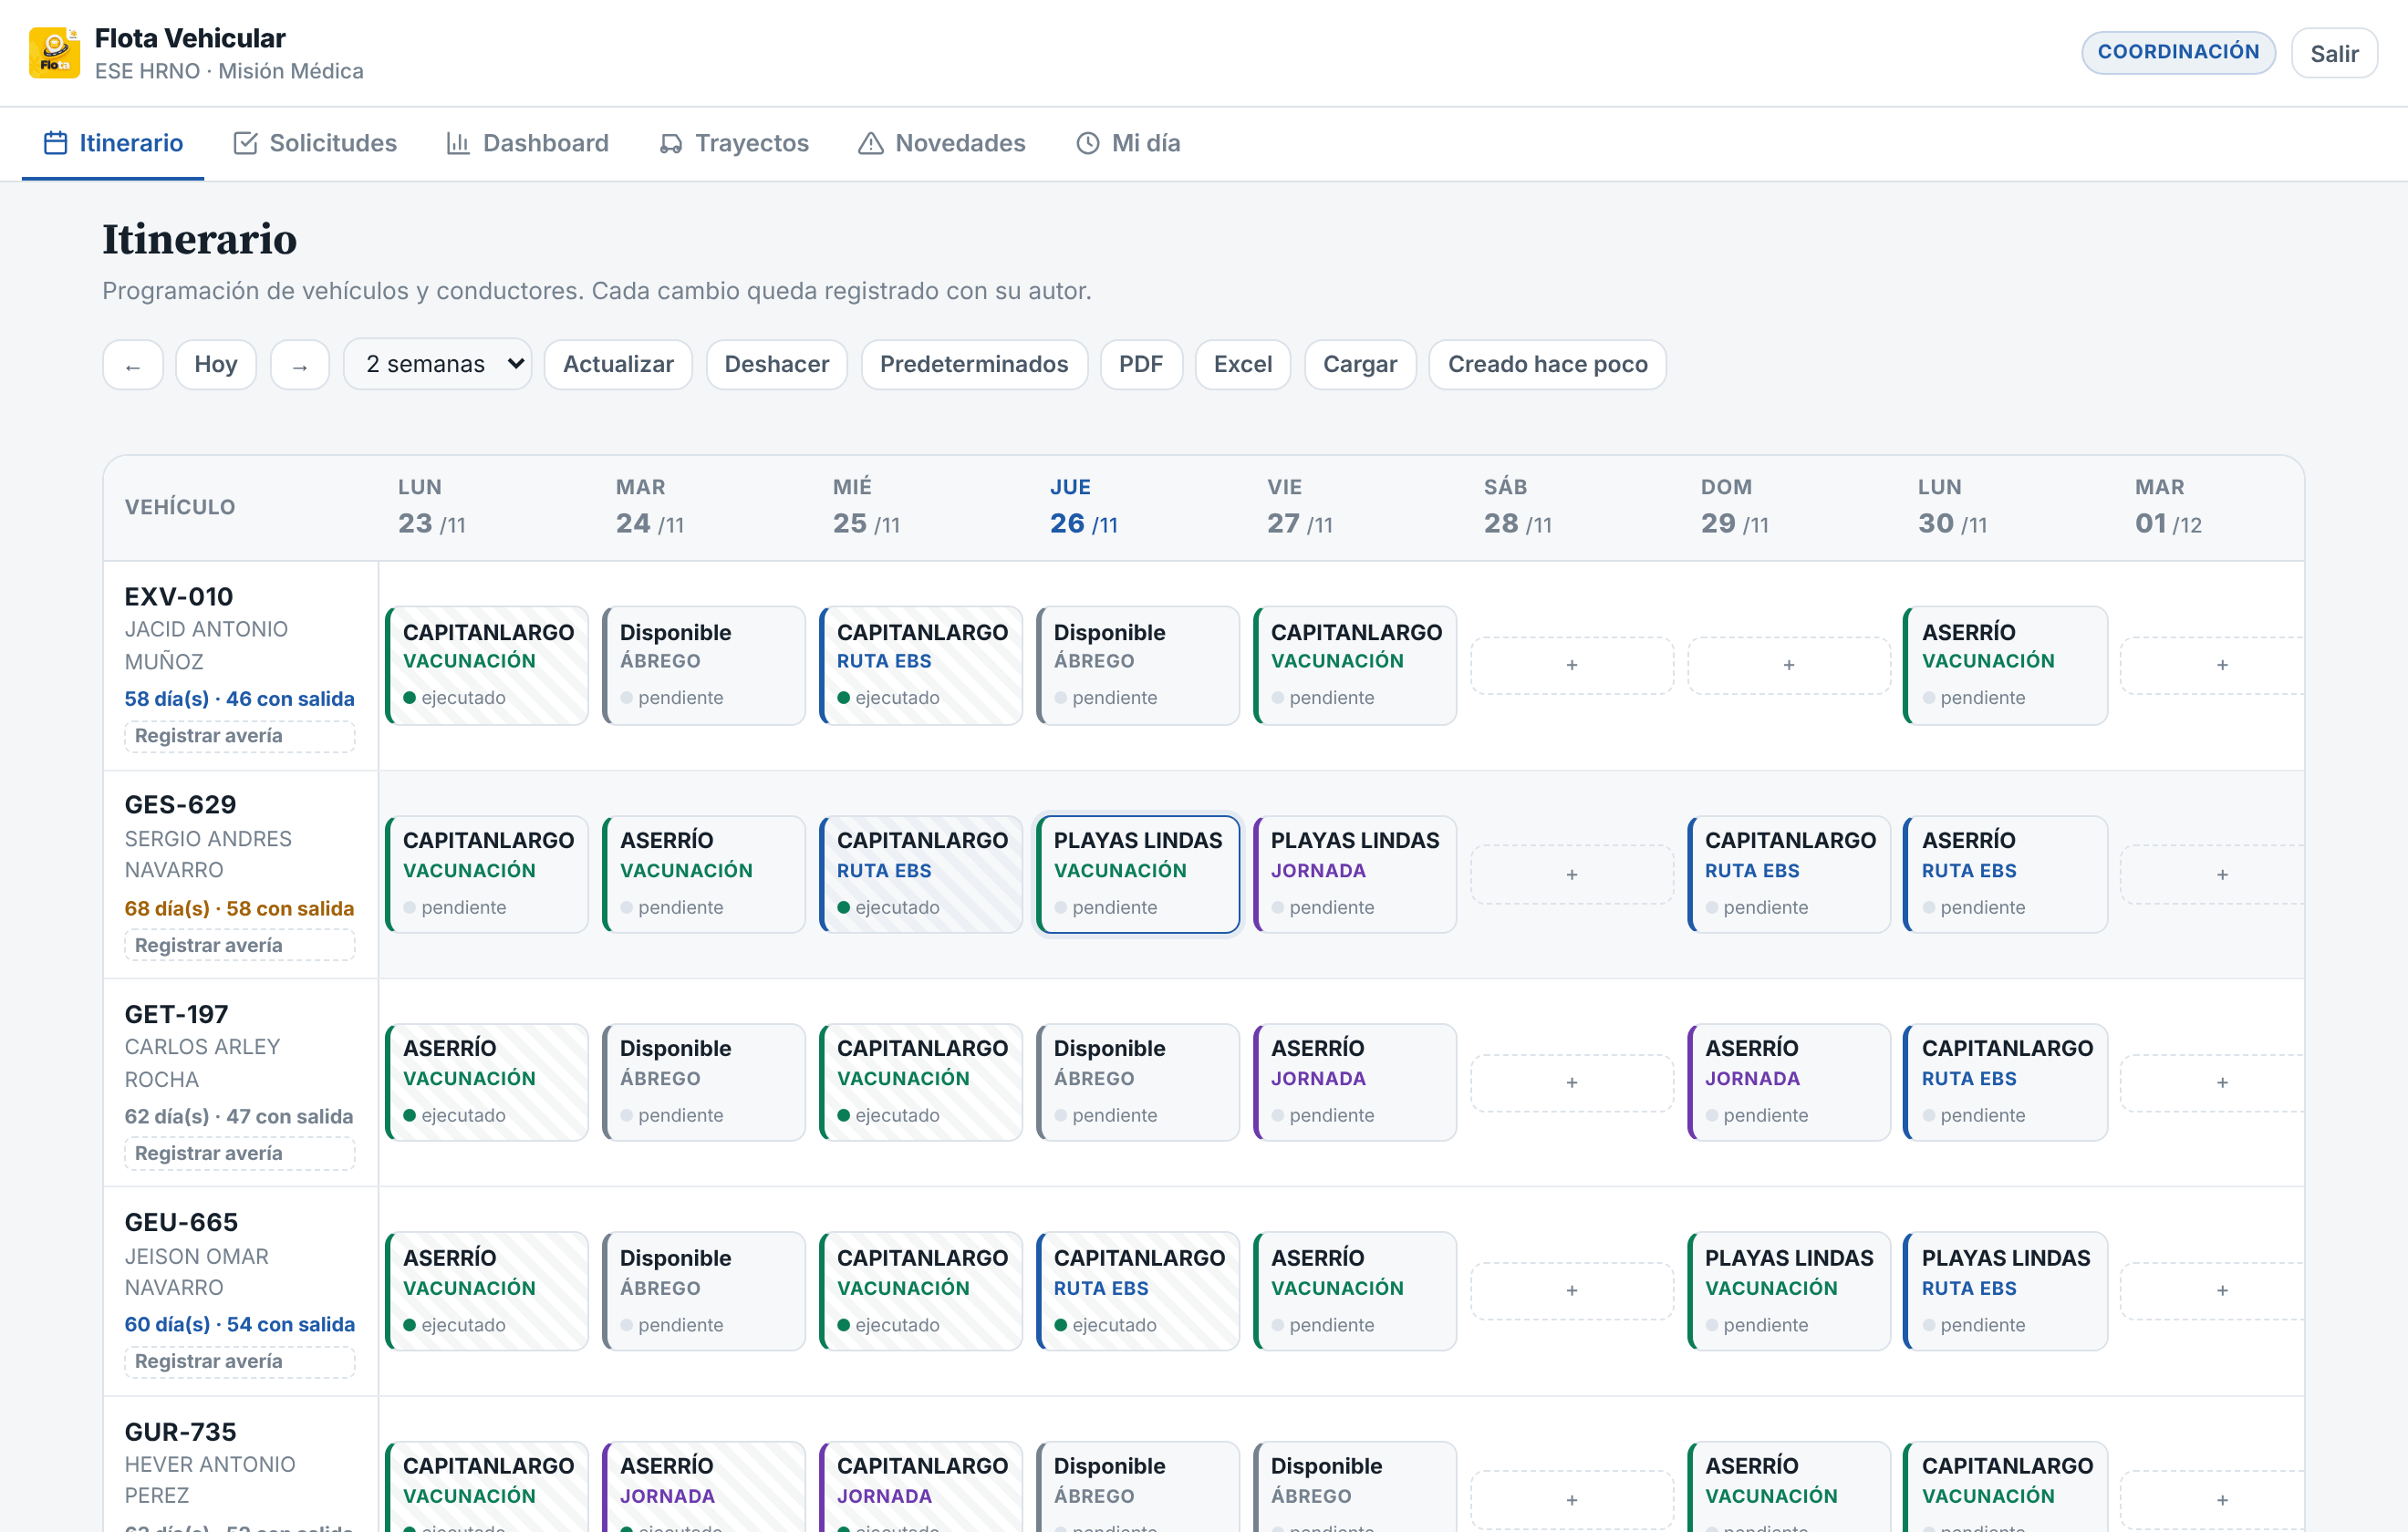 Flota
Flota Vehicular
ESE HRNO · Misión Médica
COORDINACIÓN
Salir
Itinerario
Solicitudes
Dashboard
Trayectos
Novedades
Mi día
Itinerario
Programación de vehículos y conductores. Cada cambio queda registrado con su autor.
←
Hoy
→
2 semanas
Actualizar
Deshacer
Predeterminados
PDF
Excel
Cargar
Creado hace poco
VEHÍCULO
LUN
23 /11
MAR
24 /11
MIÉ
25 /11
JUE
26 /11
VIE
27 /11
SÁB
28 /11
DOM
29 /11
LUN
30 /11
MAR
01 /12
EXV-010
JACID ANTONIO
MUÑOZ
58 día(s) · 46 con salida
Registrar avería
CAPITANLARGO
VACUNACIÓN
ejecutado
Disponible
ÁBREGO
pendiente
CAPITANLARGO
RUTA EBS
ejecutado
Disponible
ÁBREGO
pendiente
CAPITANLARGO
VACUNACIÓN
pendiente
+
+
ASERRÍO
VACUNACIÓN
pendiente
+
GES-629
SERGIO ANDRES
NAVARRO
68 día(s) · 58 con salida
Registrar avería
CAPITANLARGO
VACUNACIÓN
pendiente
ASERRÍO
VACUNACIÓN
pendiente
CAPITANLARGO
RUTA EBS
ejecutado
PLAYAS LINDAS
VACUNACIÓN
pendiente
PLAYAS LINDAS
JORNADA
pendiente
+
CAPITANLARGO
RUTA EBS
pendiente
ASERRÍO
RUTA EBS
pendiente
+
GET-197
CARLOS ARLEY
ROCHA
62 día(s) · 47 con salida
Registrar avería
ASERRÍO
VACUNACIÓN
ejecutado
Disponible
ÁBREGO
pendiente
CAPITANLARGO
VACUNACIÓN
ejecutado
Disponible
ÁBREGO
pendiente
ASERRÍO
JORNADA
pendiente
+
ASERRÍO
JORNADA
pendiente
CAPITANLARGO
RUTA EBS
pendiente
+
GEU-665
JEISON OMAR
NAVARRO
60 día(s) · 54 con salida
Registrar avería
ASERRÍO
VACUNACIÓN
ejecutado
Disponible
ÁBREGO
pendiente
CAPITANLARGO
VACUNACIÓN
ejecutado
CAPITANLARGO
RUTA EBS
ejecutado
ASERRÍO
VACUNACIÓN
pendiente
+
PLAYAS LINDAS
VACUNACIÓN
pendiente
PLAYAS LINDAS
RUTA EBS
pendiente
+
GUR-735
HEVER ANTONIO
PEREZ
CAPITANLARGO
VACUNACIÓN
ejecutado
ASERRÍO
JORNADA
ejecutado
CAPITANLARGO
JORNADA
ejecutado
Disponible
ÁBREGO
pendiente
Disponible
ÁBREGO
pendiente
+
ASERRÍO
VACUNACIÓN
pendiente
CAPITANLARGO
VACUNACIÓN
pendiente
+